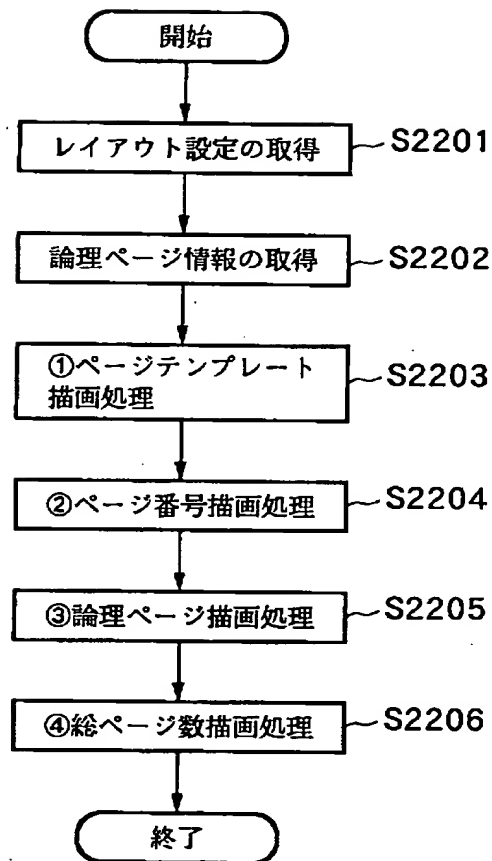 開始
レイアウト設定の取得 S2201
論理ページ情報の取得 S2202
①ページテンプレート
描画処理 S2203
②ページ番号描画処理 S2204
③論理ページ描画処理 S2205
④総ページ数描画処理 S2206
終了